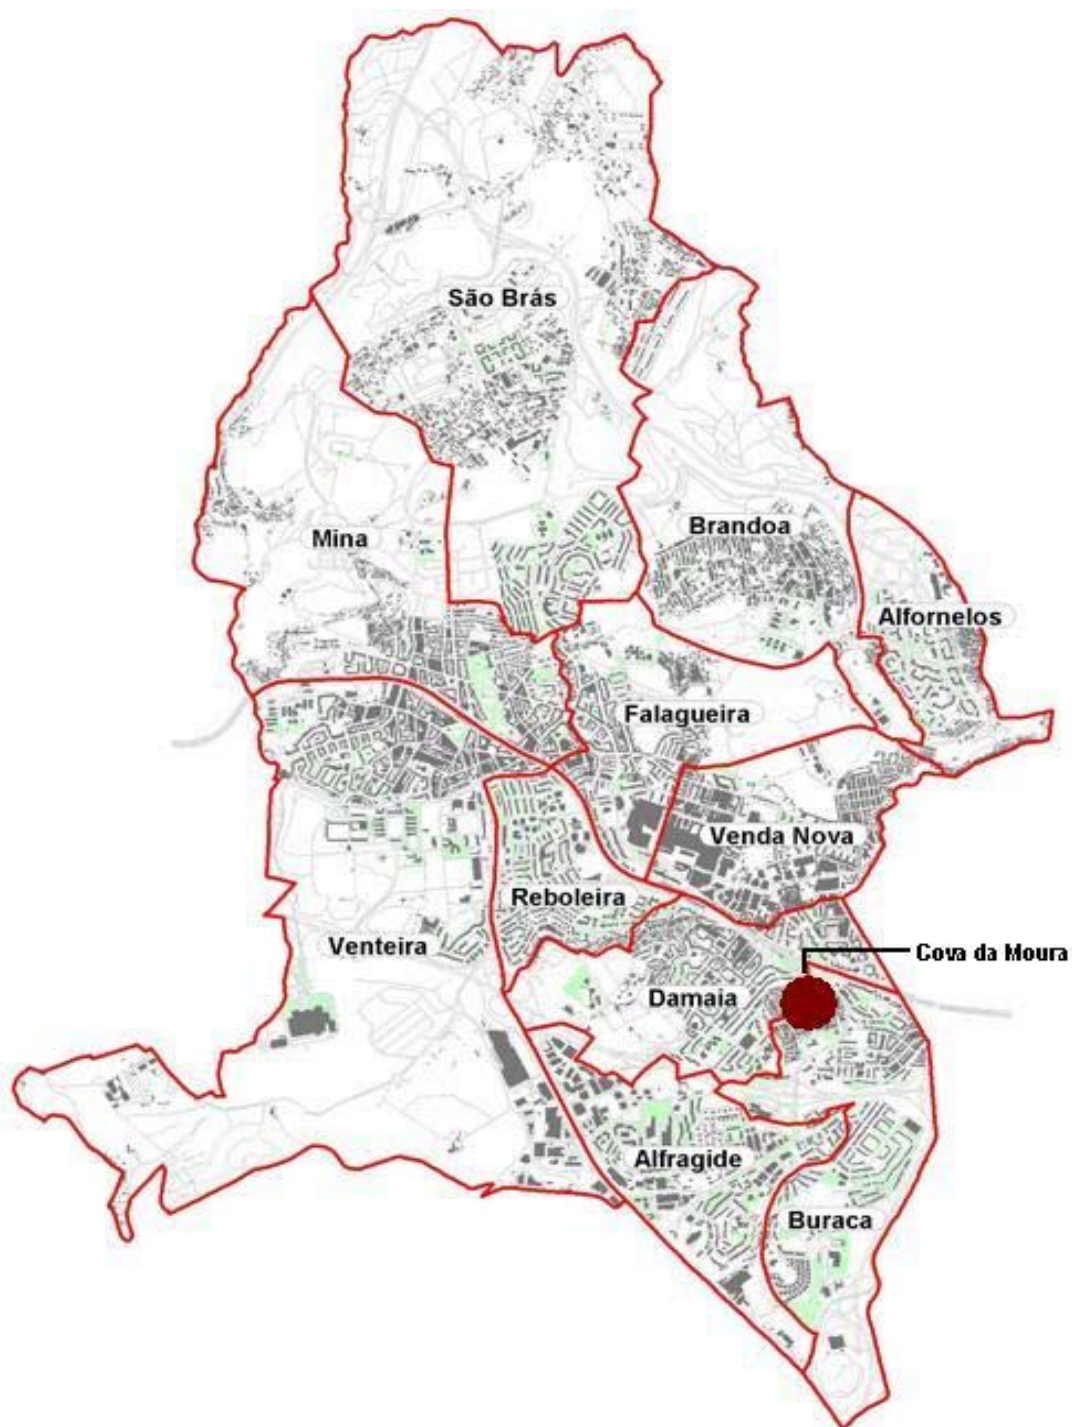 São Brás
Brandoa
Mina
Alfornelos
Falagueira
Venda Nova
Reboleira
Venteira
Cova da Moura
Damaia
Alfragide
Buraca